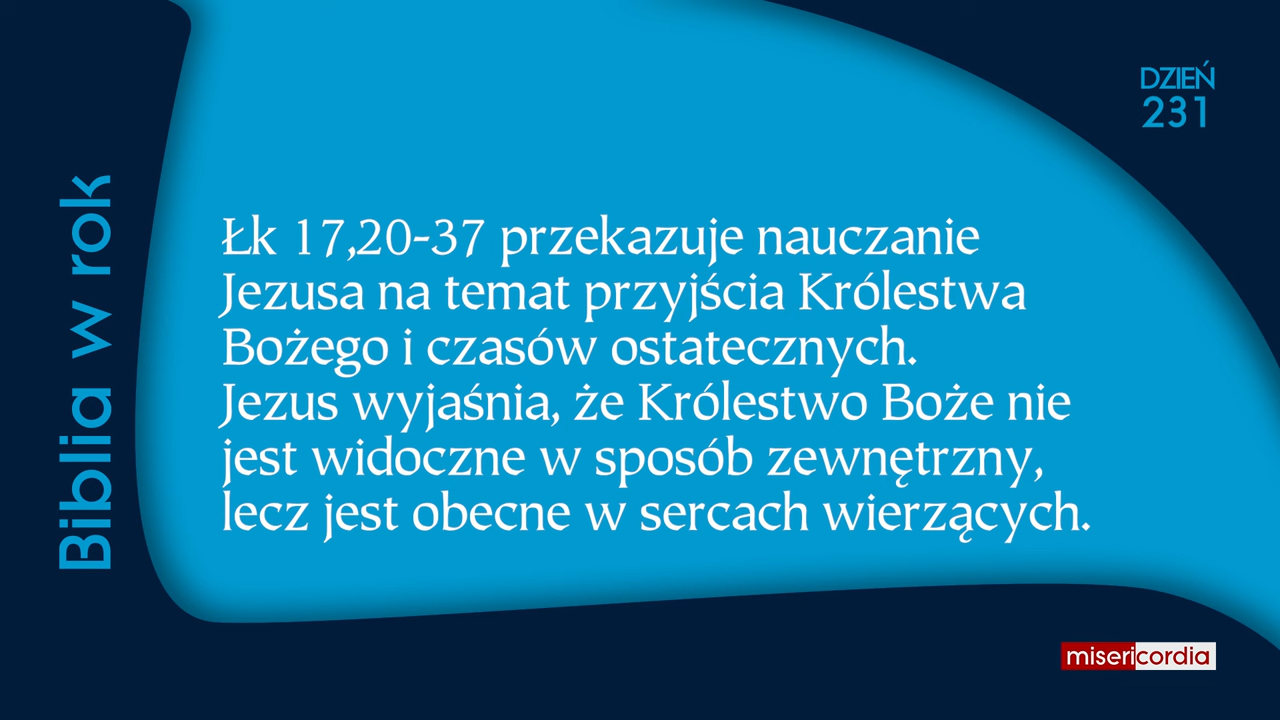 DZIEŃ
231
Biblia w rok
Łk 17,20-37 przekazuje nauczanie
Jezusa na temat przyjścia Królestwa
Bożego i czasów ostatecznych.
Jezus wyjaśnia, że Królestwo Boże nie
jest widoczne w sposób zewnętrzny,
lecz jest obecne w sercach wierzących.
misericordia